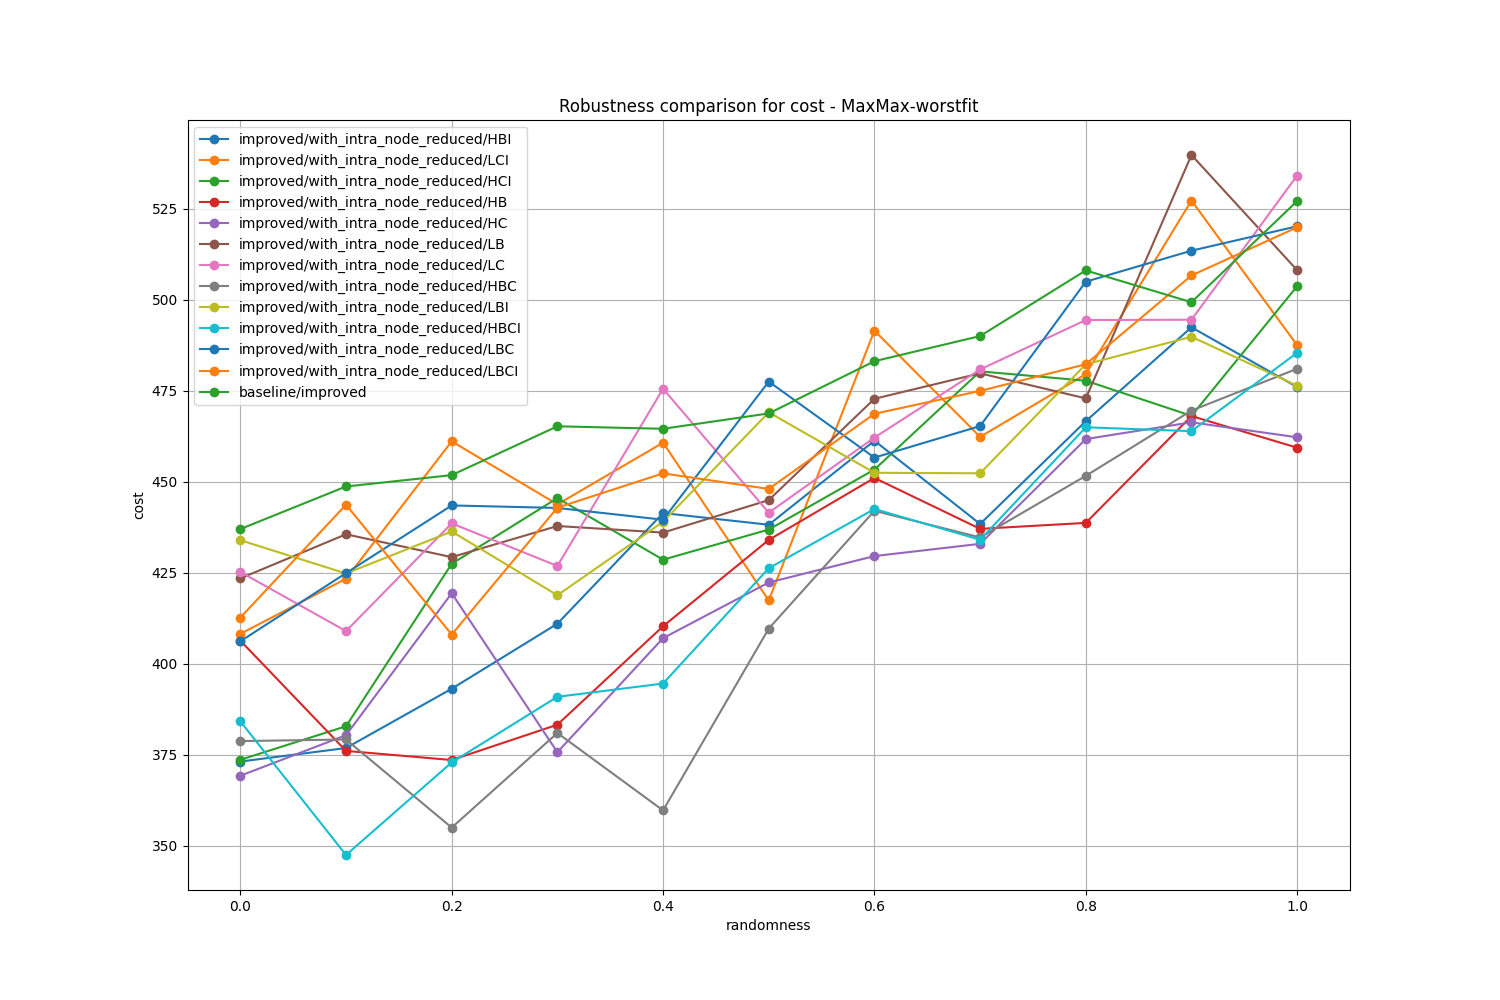 Robustness comparison for cost - MaxMax-worstfit
improved/with_intra_node_reduced/HBI
improved/with_intra_node_reduced/LCI
improved/with_intra_node_reduced/HCI
improved/with_intra_node_reduced/HB
improved/with_intra_node_reduced/HC
improved/with_intra_node_reduced/LB
improved/with_intra_node_reduced/LC
improved/with_intra_node_reduced/HBC
improved/with_intra_node_reduced/LBI
improved/with_intra_node_reduced/HBCI
improved/with_intra_node_reduced/LBC
improved/with_intra_node_reduced/LBCI
baseline/improved
525
500
475
450
425
400
375
350
cost
0.0 0.2 0.4 0.6 0.8 1.0
randomness